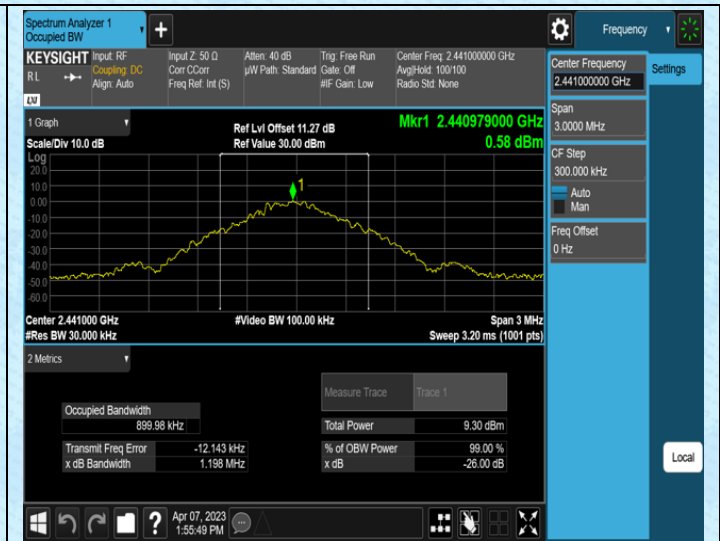 Spectrum Analyzer 1
Occupied BW
+
Frequency
KEYSIGHT
RL
LXI
Input: RF
Coupling: DC
Align: Auto
Input Z: 50 Ω
Corr CCorr
Freq Ref: Int (S)
Atten: 40 dB
µW Path: Standard
Trig: Free Run
Gate: Off
#IF Gain: Low
Center Freq: 2.441000000 GHz
Avg|Hold: 100/100
Radio Std: None
Center Frequency
2.441000000 GHz
Settings
Span
3.0000 MHz
CF Step
300.000 kHz
Auto
Man
Freq Offset
0 Hz
1 Graph
Scale/Div 10.0 dB
Ref Lvl Offset 11.27 dB
Ref Value 30.00 dBm
Mkr1 2.440979000 GHz
0.58 dBm
Log
20.0
10.0
0.00
-10.0
-20.0
-30.0
-40.0
-50.0
-60.0
1
Center 2.441000 GHz
#Res BW 30.000 kHz
#Video BW 100.00 kHz
Span 3 MHz
Sweep 3.20 ms (1001 pts)
2 Metrics
Measure Trace
Trace 1
Occupied Bandwidth
899.98 kHz
Total Power
9.30 dBm
Transmit Freq Error
-12.143 kHz
% of OBW Power
99.00 %
x dB Bandwidth
1.198 MHz
x dB
-26.00 dB
Local
?
Apr 07, 2023
1:55:49 PM